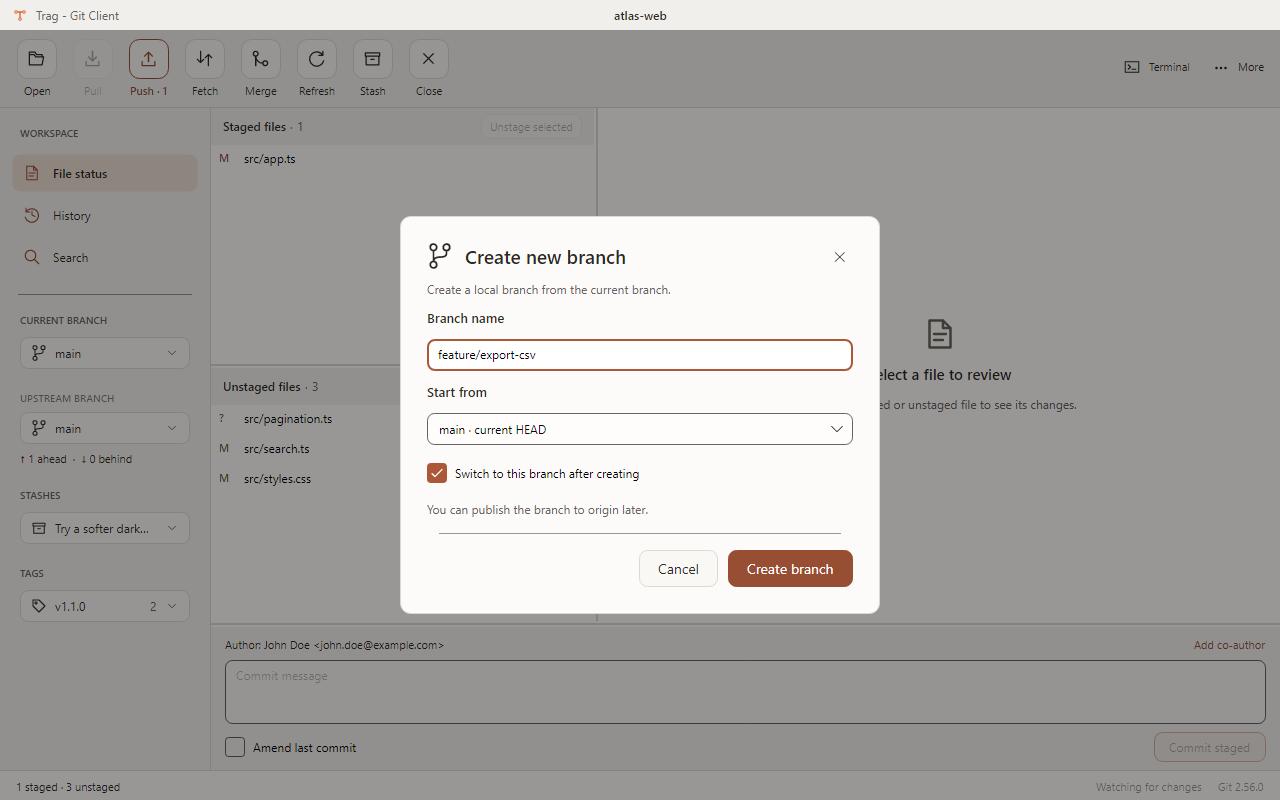 Trag - Git Client
atlas-web
Open
Pull
Push · 1
Fetch
Merge
Refresh
Stash
Close
Terminal
More
WORKSPACE
File status
History
Search
CURRENT BRANCH
main
UPSTREAM BRANCH
main
↑ 1 ahead · ↓ 0 behind
STASHES
Try a softer dark...
TAGS
v1.1.0 2
Staged files · 1
Unstage selected
M src/app.ts
Unstaged files · 3
? src/pagination.ts
M src/search.ts
M src/styles.css
Create new branch
Create a local branch from the current branch.
Branch name
feature/export-csv
Start from
main · current HEAD
Switch to this branch after creating
You can publish the branch to origin later.
Cancel
Create branch
a file to review
or unstaged file to see its changes.
Author: John Doe <john.doe@example.com>
Add co-author
Commit message
Amend last commit
Commit staged
1 staged · 3 unstaged
Watching for changes
Git 2.56.0